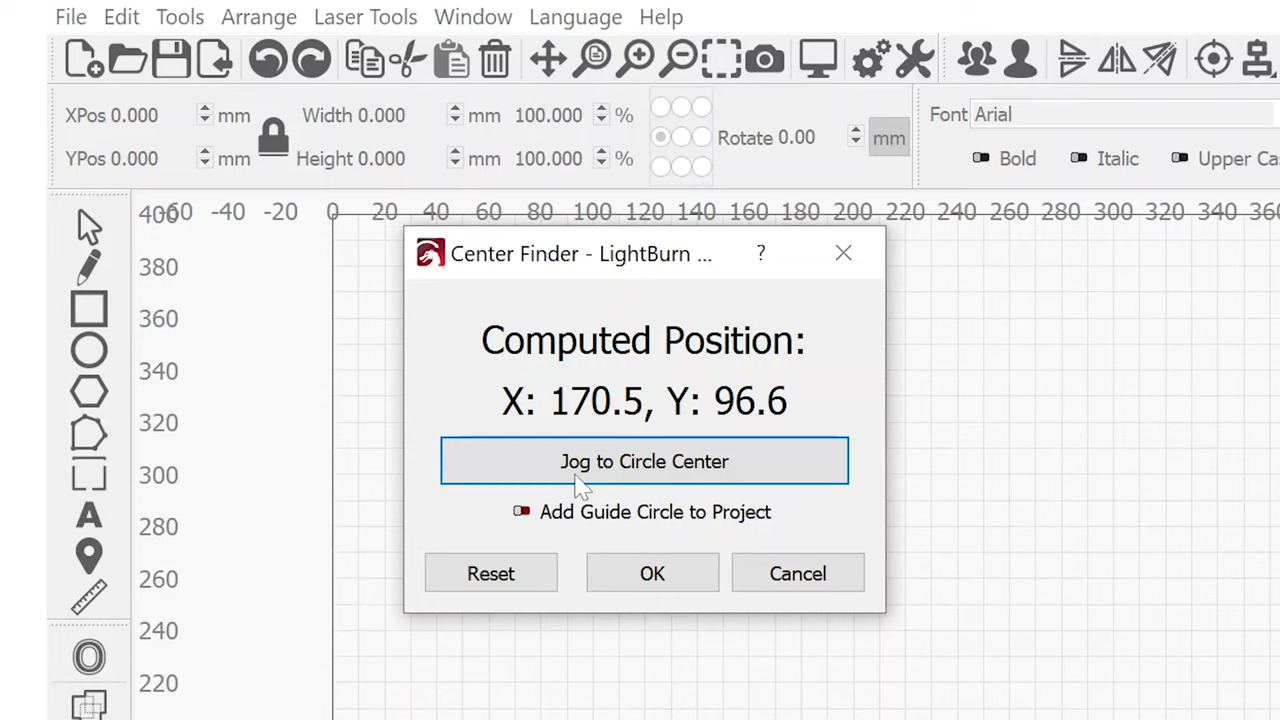 File Edit Tools Arrange Laser Tools Window Language Help
XPos 0.000 mm Width 0.000 mm 100.000 %
YPos 0.000 mm Height 0.000 mm 100.000 %
Rotate 0.00 mm
Font Arial
Bold Italic Upper Cas
-60 -40 -20 0 20 40 60 80 100 120 140 160 180 200 220 240 260 280 300 320 340 360
400
380
360
340
320
300
280
260
240
220
Center Finder - LightBurn ... ?
Computed Position:
X: 170.5, Y: 96.6
Jog to Circle Center
Add Guide Circle to Project
Reset OK Cancel
A